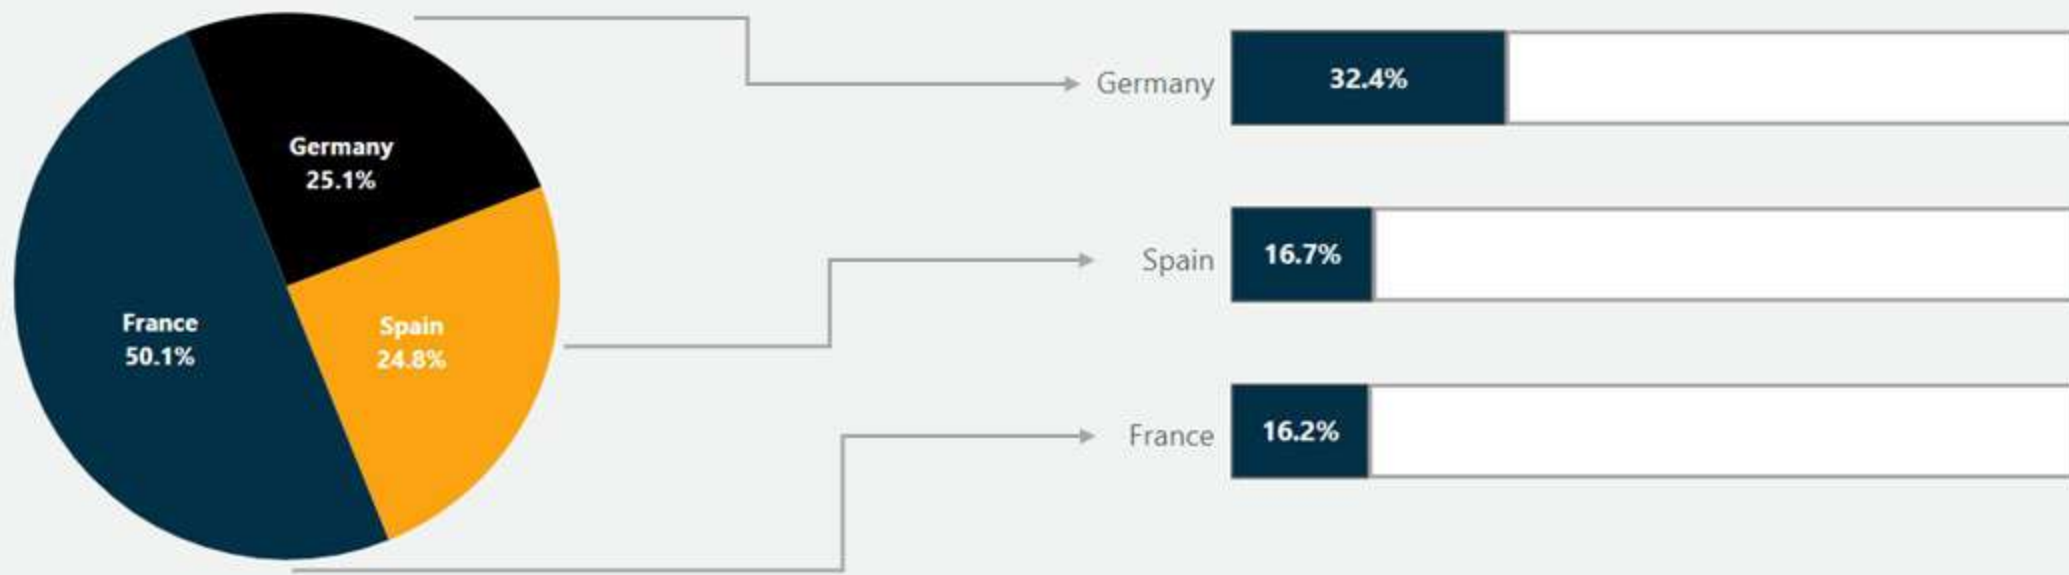 Germany
25.1%
France
50.1%
Spain
24.8%
Germany
32.4%
Spain
16.7%
France
16.2%